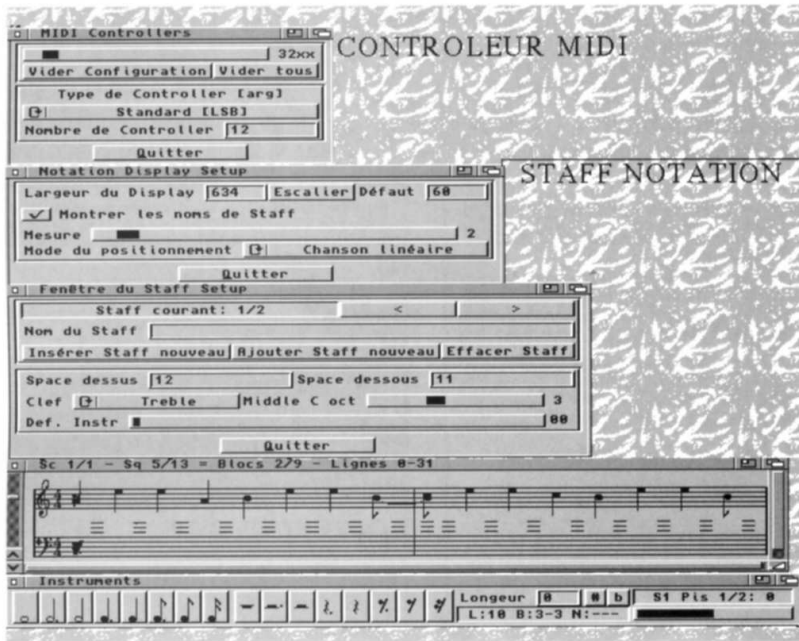 MIDI Controllers
CONTROLEUR MIDI
32xx
Vider Configuration Vider tous
Type de Controller [arg]
Standard [LSB]
Nombre de Controller 12
Quitter
Notation Display Setup
STAFF NOTATION
Largeur du Display 634 Escalier Défaut 60
Montrer les noms de Staff
Mesure 2
Mode du positionnement Chanson linéaire
Quitter
Fenêtre du Staff Setup
Staff courant: 1/2 < >
Nom du Staff
Insérer Staff nouveau Ajouter Staff nouveau Effacer Staff
Space dessus 12 Space dessous 11
Clef Treble Middle C oct 3
Def. Instr 00
Quitter
Sc 1/1 - Sq 5/13 = Blocs 2/9 - Lignes 0-31
4
4
4
4
Instruments
Longeur 0 # b S1 Pis 1/2: 0
L:10 B:3-3 N:---